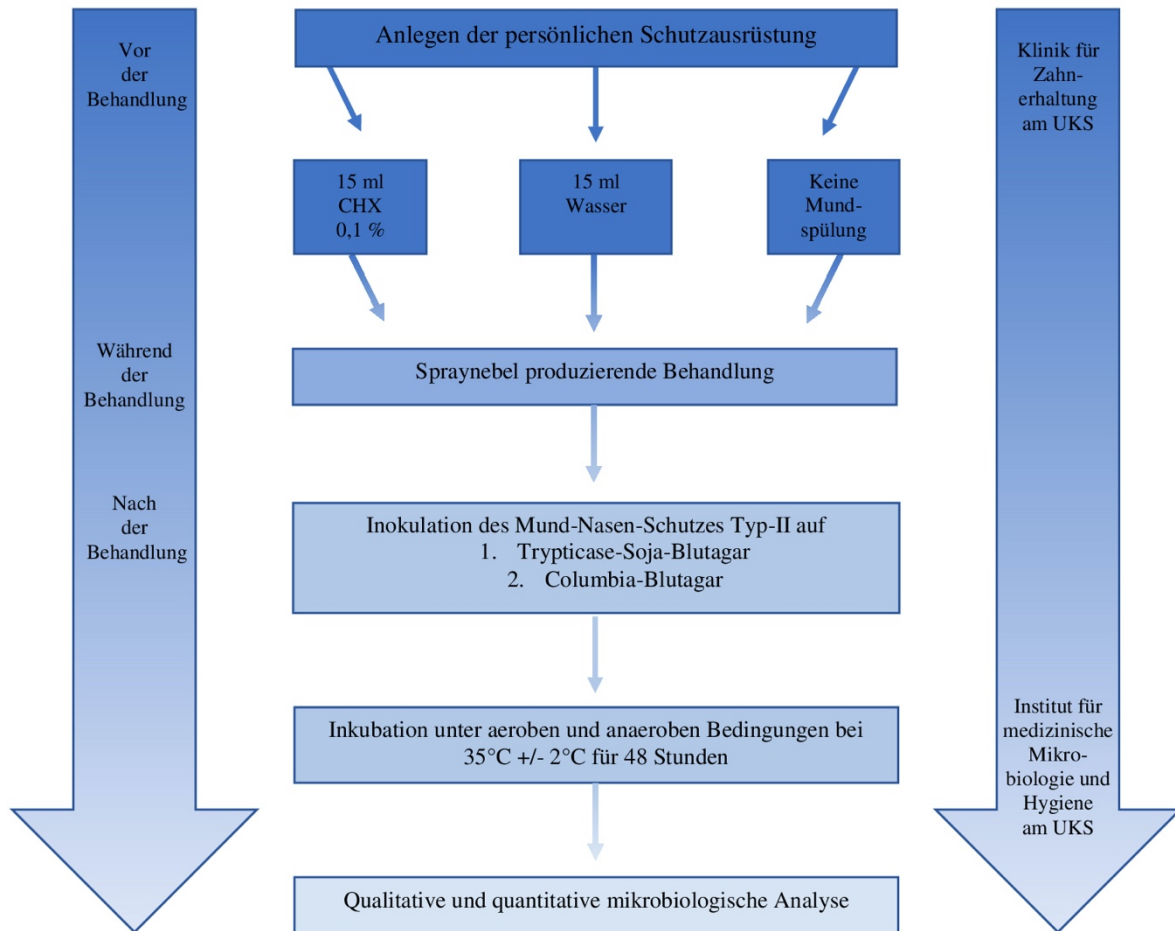 Vor
der
Behandlung
Während
der
Behandlung
Nach
der
Behandlung
Anlegen der persönlichen Schutzausrüstung
15 ml
CHX
0,1 %
15 ml
Wasser
Keine
Mund-
spülung
Spraynebel produzierende Behandlung
Inokulation des Mund-Nasen-Schutzes Typ-II auf
1. Trypticase-Soja-Blutagar
2. Columbia-Blutagar
Inkubation unter aeroben und anaeroben Bedingungen bei
35°C +/- 2°C für 48 Stunden
Qualitative und quantitative mikrobiologische Analyse
Klinik für
Zahn-
erhaltung
am UKS
Institut für
medizinische
Mikro-
biologie und
Hygiene
am UKS